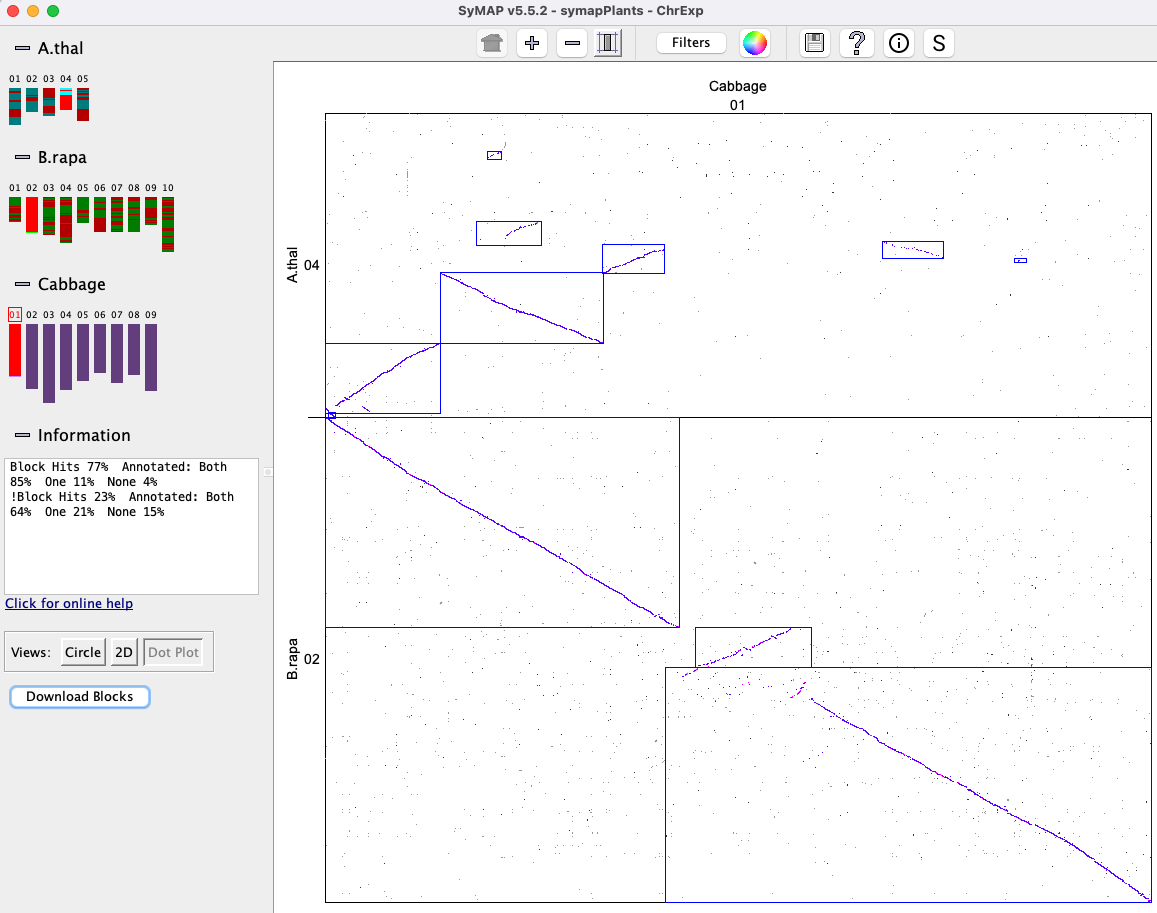 SyMAP v5.5.2 - symapPlants - ChrExp
Filters
?
S
A.thal
01 02 03 04 05
B.rapa
01 02 03 04 05 06 07 08 09 10
Cabbage
01 02 03 04 05 06 07 08 09
Information
Block Hits 77%  Annotated: Both
85%  One 11%  None 4%
!Block Hits 23%  Annotated: Both
64%  One 21%  None 15%
Click for online help
Views: Circle 2D Dot Plot
Download Blocks
Cabbage
01
A.thal
04
B.rapa
02